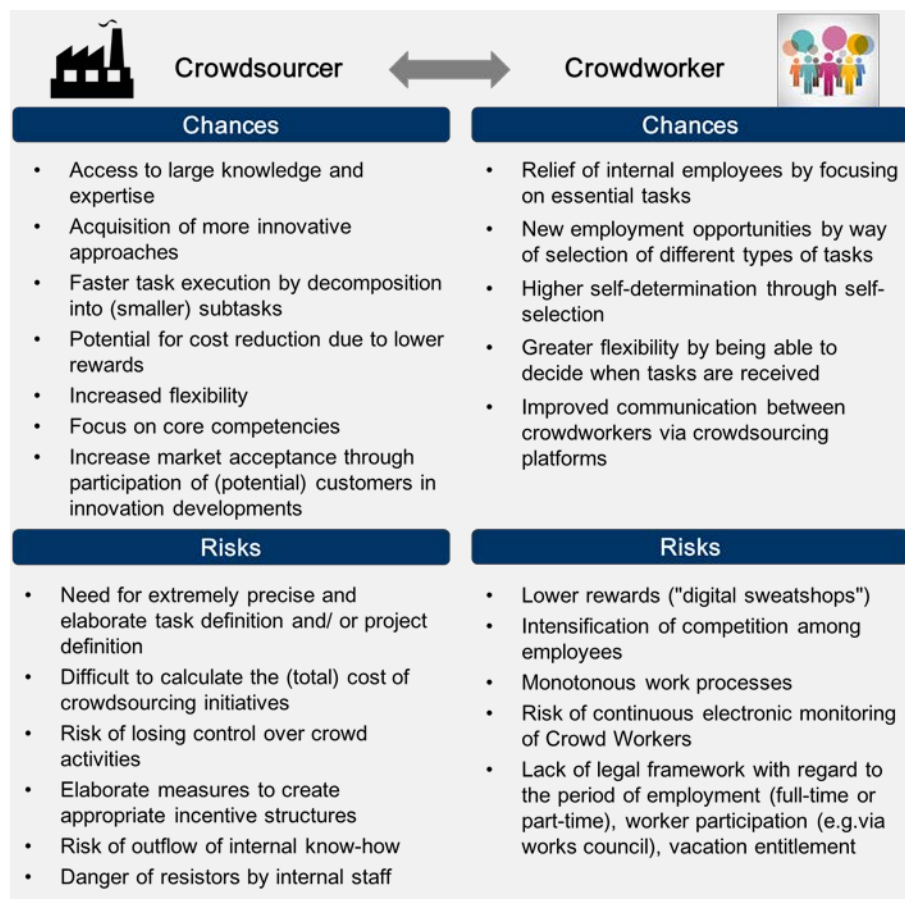 Crowdsourcer
Crowdworker
Chances
• Access to large knowledge and
expertise
• Acquisition of more innovative
approaches
• Faster task execution by decomposition
into (smaller) subtasks
• Potential for cost reduction due to lower
rewards
• Increased flexibility
• Focus on core competencies
• Increase market acceptance through
participation of (potential) customers in
innovation developments
Risks
• Need for extremely precise and
elaborate task definition and/ or project
definition
• Difficult to calculate the (total) cost of
crowdsourcing initiatives
• Risk of losing control over crowd
activities
• Elaborate measures to create
appropriate incentive structures
• Risk of outflow of internal know-how
• Danger of resistors by internal staff
Chances
• Relief of internal employees by focusing
on essential tasks
• New employment opportunities by way
of selection of different types of tasks
• Higher self-determination through self-
selection
• Greater flexibility by being able to
decide when tasks are received
• Improved communication between
crowdworkers via crowdsourcing
platforms
Risks
• Lower rewards ("digital sweatshops")
• Intensification of competition among
employees
• Monotonous work processes
• Risk of continuous electronic monitoring
of Crowd Workers
• Lack of legal framework with regard to
the period of employment (full-time or
part-time), worker participation (e.g.via
works council), vacation entitlement